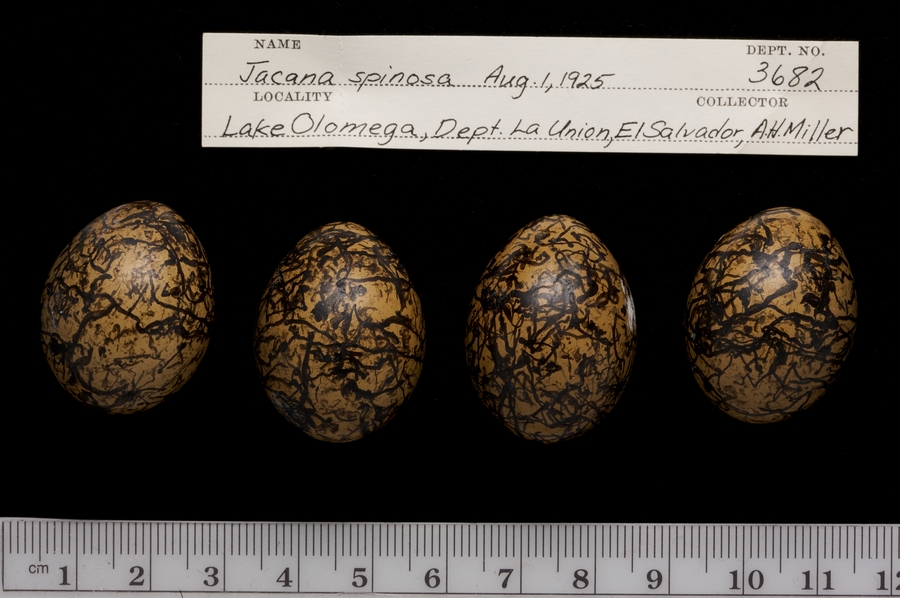 NAME DEPT. NO.
Jacana spinosa Aug. 1, 1925 3682
LOCALITY COLLECTOR
Lake Olomega, Dept. La Union, El Salvador, A.H. Miller
cm 1 2 3 4 5 6 7 8 9 10 11 12